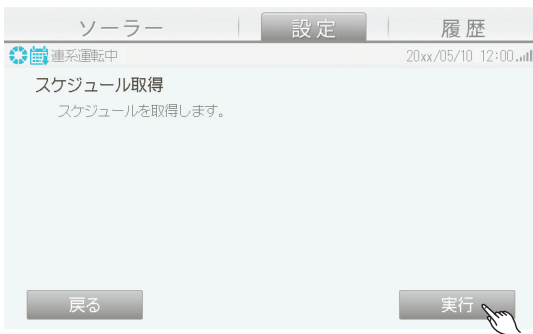 ソーラー 設定 履歴
連系運転中 20xx/05/10 12:00
スケジュール取得
スケジュールを取得します。
戻る 実行